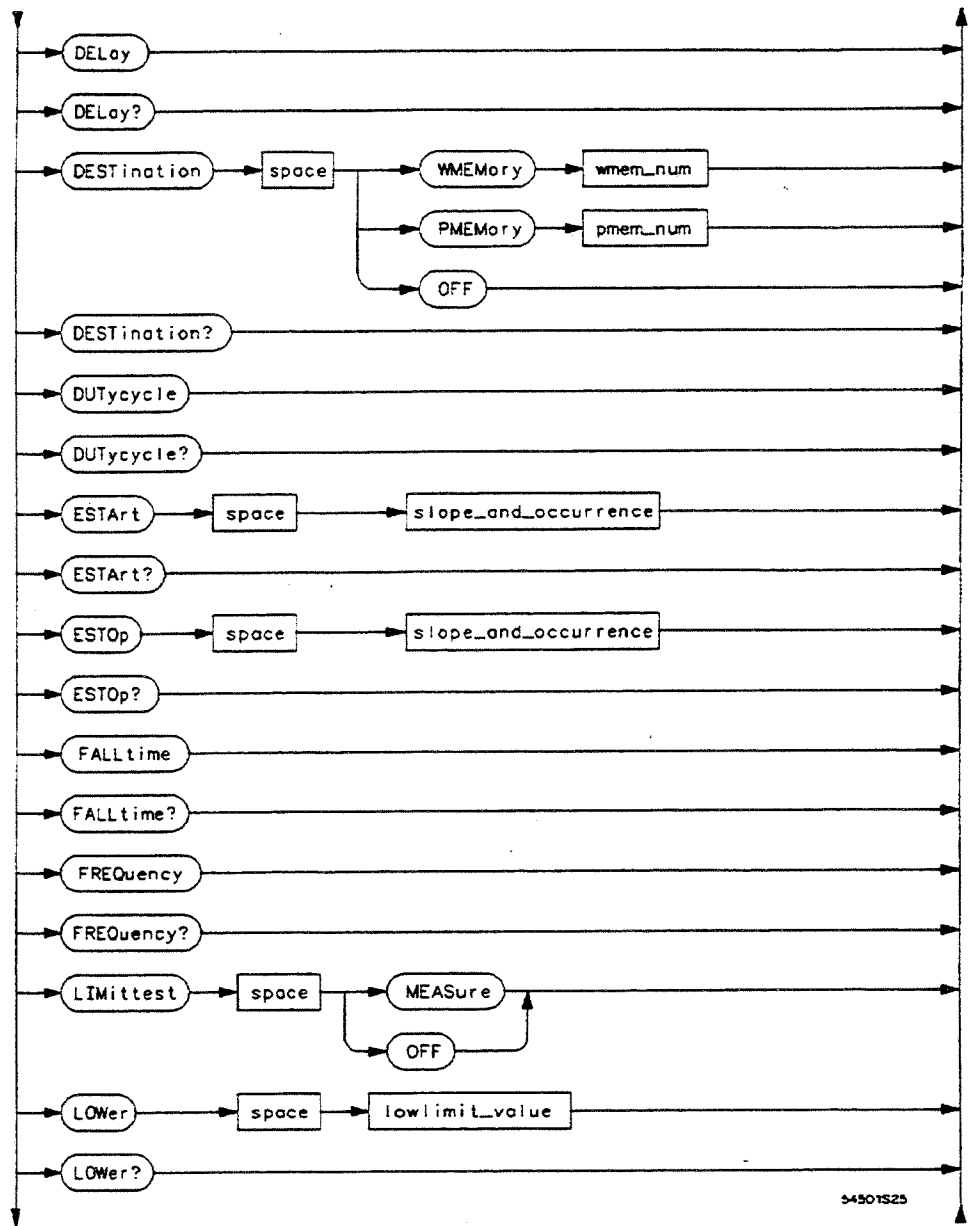 DELay
DELay?
DESTination space WMEMory wmem_num
PMEMory pmem_num
OFF
DESTination?
DUTycycle
DUTycycle?
ESTArt space slope_and_occurrence
ESTArt?
ESTOp space slope_and_occurrence
ESTOp?
FALLtime
FALLtime?
FREQuency
FREQuency?
LIMittest space MEASure
OFF
LOWer space lowlimit_value
LOWer?
54501S25